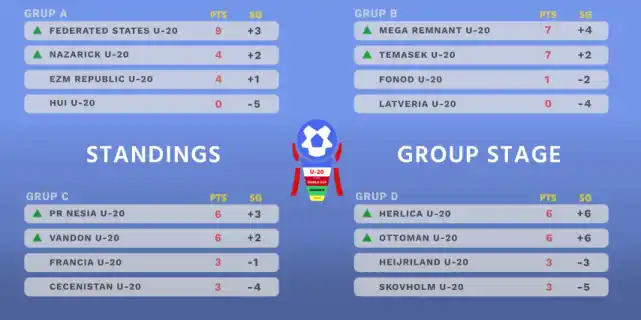 GRUP A PTS SG
FEDERATED STATES U-20 9 +3
NAZARICK U-20 4 +2
EZM REPUBLIC U-20 4 +1
HUI U-20 0 -5
GRUP B PTS SG
MEGA REMNANT U-20 7 +4
TEMASEK U-20 7 +2
FONOD U-20 1 -2
LATVERIA U-20 0 -4
STANDINGS
U-20
WORLD CUP
GROUP STAGE
GRUP C PTS SG
PR NESIA U-20 6 +3
VANDON U-20 6 +2
FRANCIA U-20 3 -1
CECENISTAN U-20 3 -4
GRUP D PTS SG
HERLICA U-20 6 +6
OTTOMAN U-20 6 +6
HEIJRILAND U-20 3 -3
SKOVHOLM U-20 3 -5